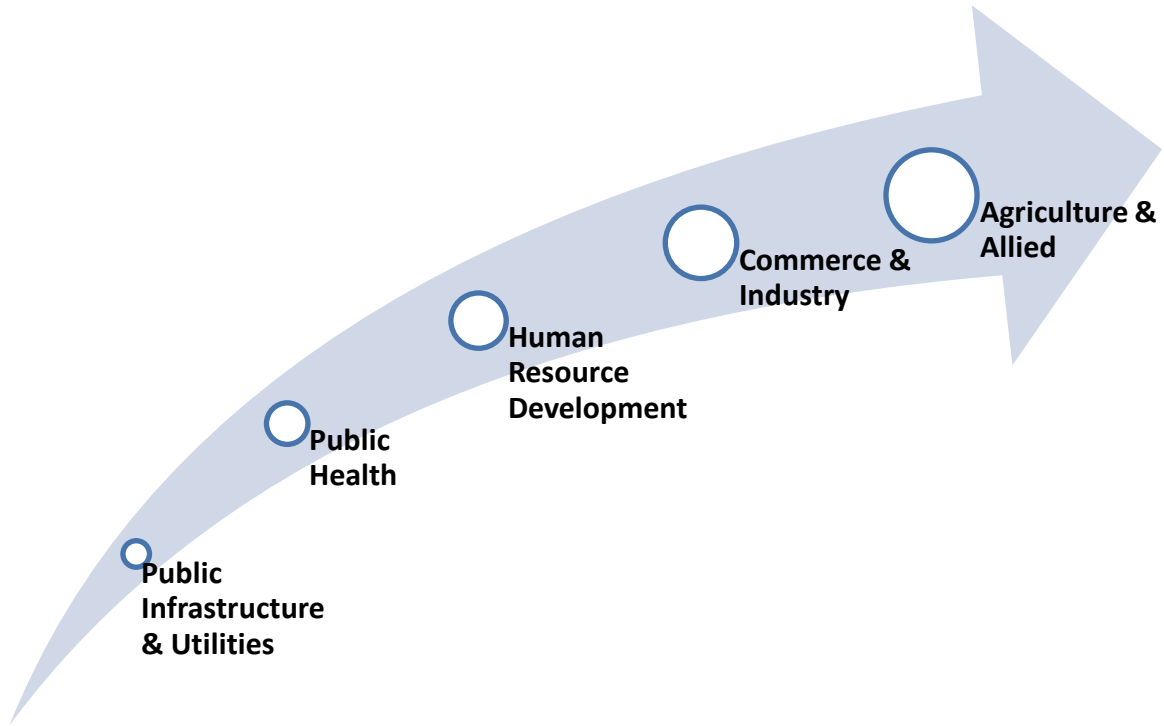 Agriculture &
Allied
Commerce &
Industry
Human
Resource
Development
Public
Health
Public
Infrastructure
& Utilities